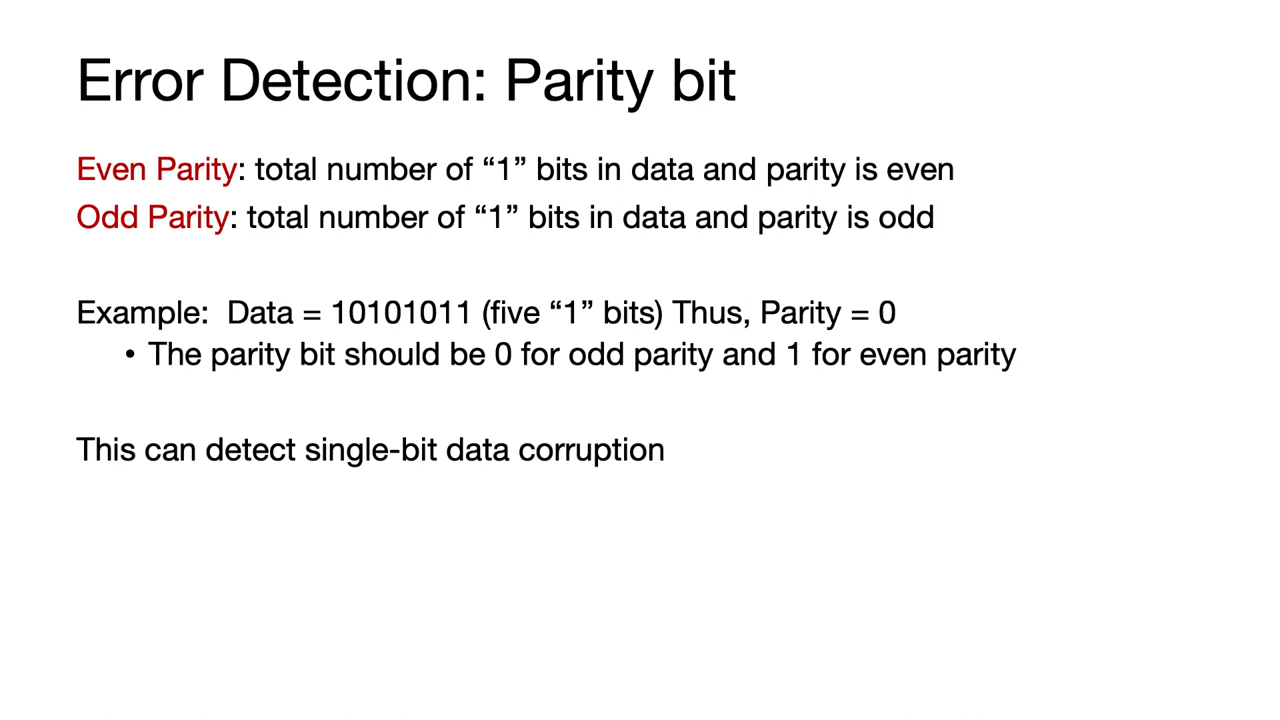 Error Detection: Parity bit
Even Parity: total number of “1” bits in data and parity is even
Odd Parity: total number of “1” bits in data and parity is odd
Example:  Data = 10101011 (five “1” bits) Thus, Parity = 0
• The parity bit should be 0 for odd parity and 1 for even parity
This can detect single-bit data corruption